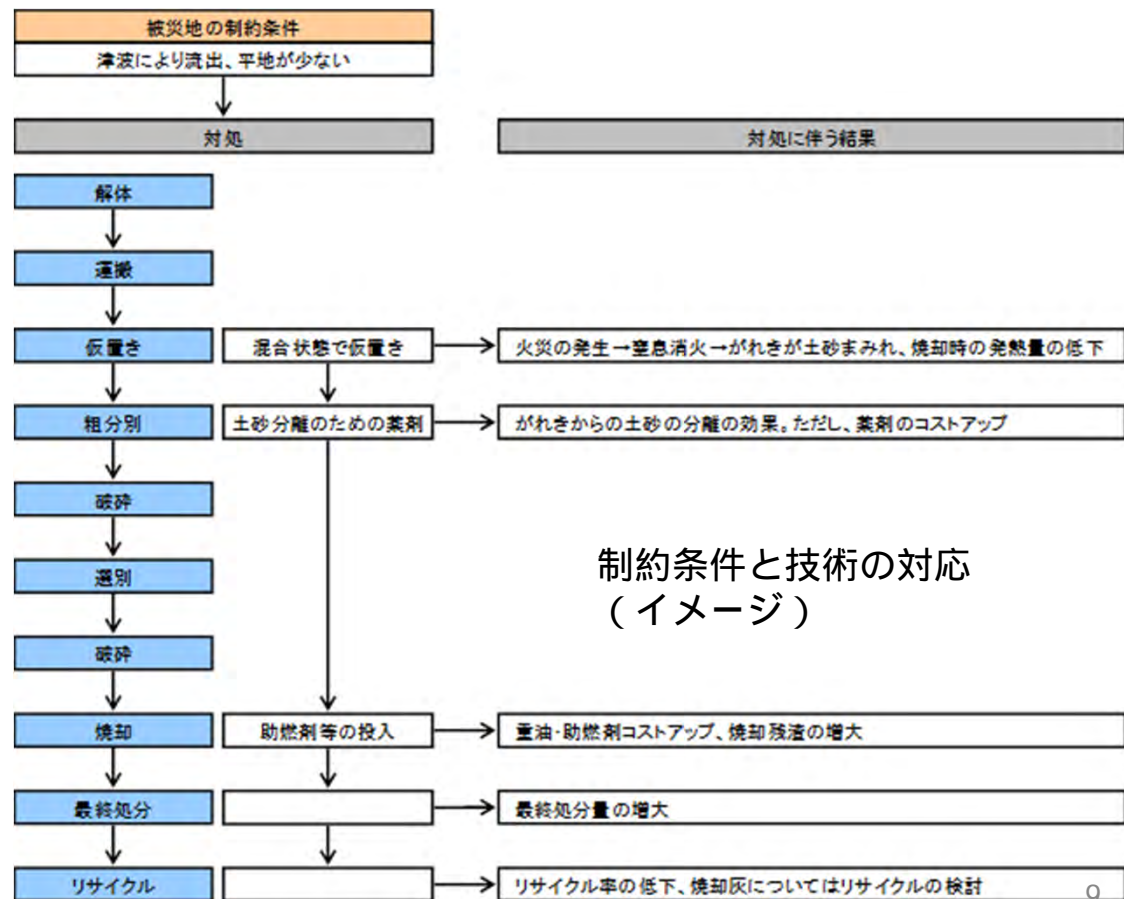 被災地の制約条件
津波により流出、平地が少ない
対処
対処に伴う結果
解体
運搬
仮置き
混合状態で仮置き
火災の発生→窒息消火→がれきが土砂まみれ、焼却時の発熱量の低下
粗分別
土砂分離のための薬剤
がれきからの土砂の分離の効果。ただし、薬剤のコストアップ
破砕
選別
制約条件と技術の対応
(イメージ)
破砕
焼却
助燃剤等の投入
重油・助燃剤コストアップ、焼却残渣の増大
最終処分
最終処分量の増大
リサイクル
リサイクル率の低下、焼却灰についてはリサイクルの検討
9